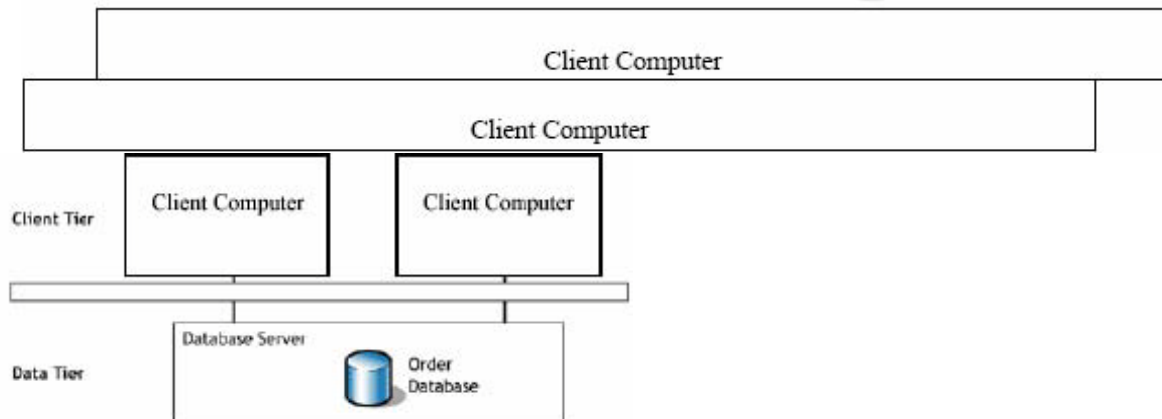 Client Computer
Client Computer
Client Computer
Client Computer
Client Tier
Database Server
Order
Database
Data Tier